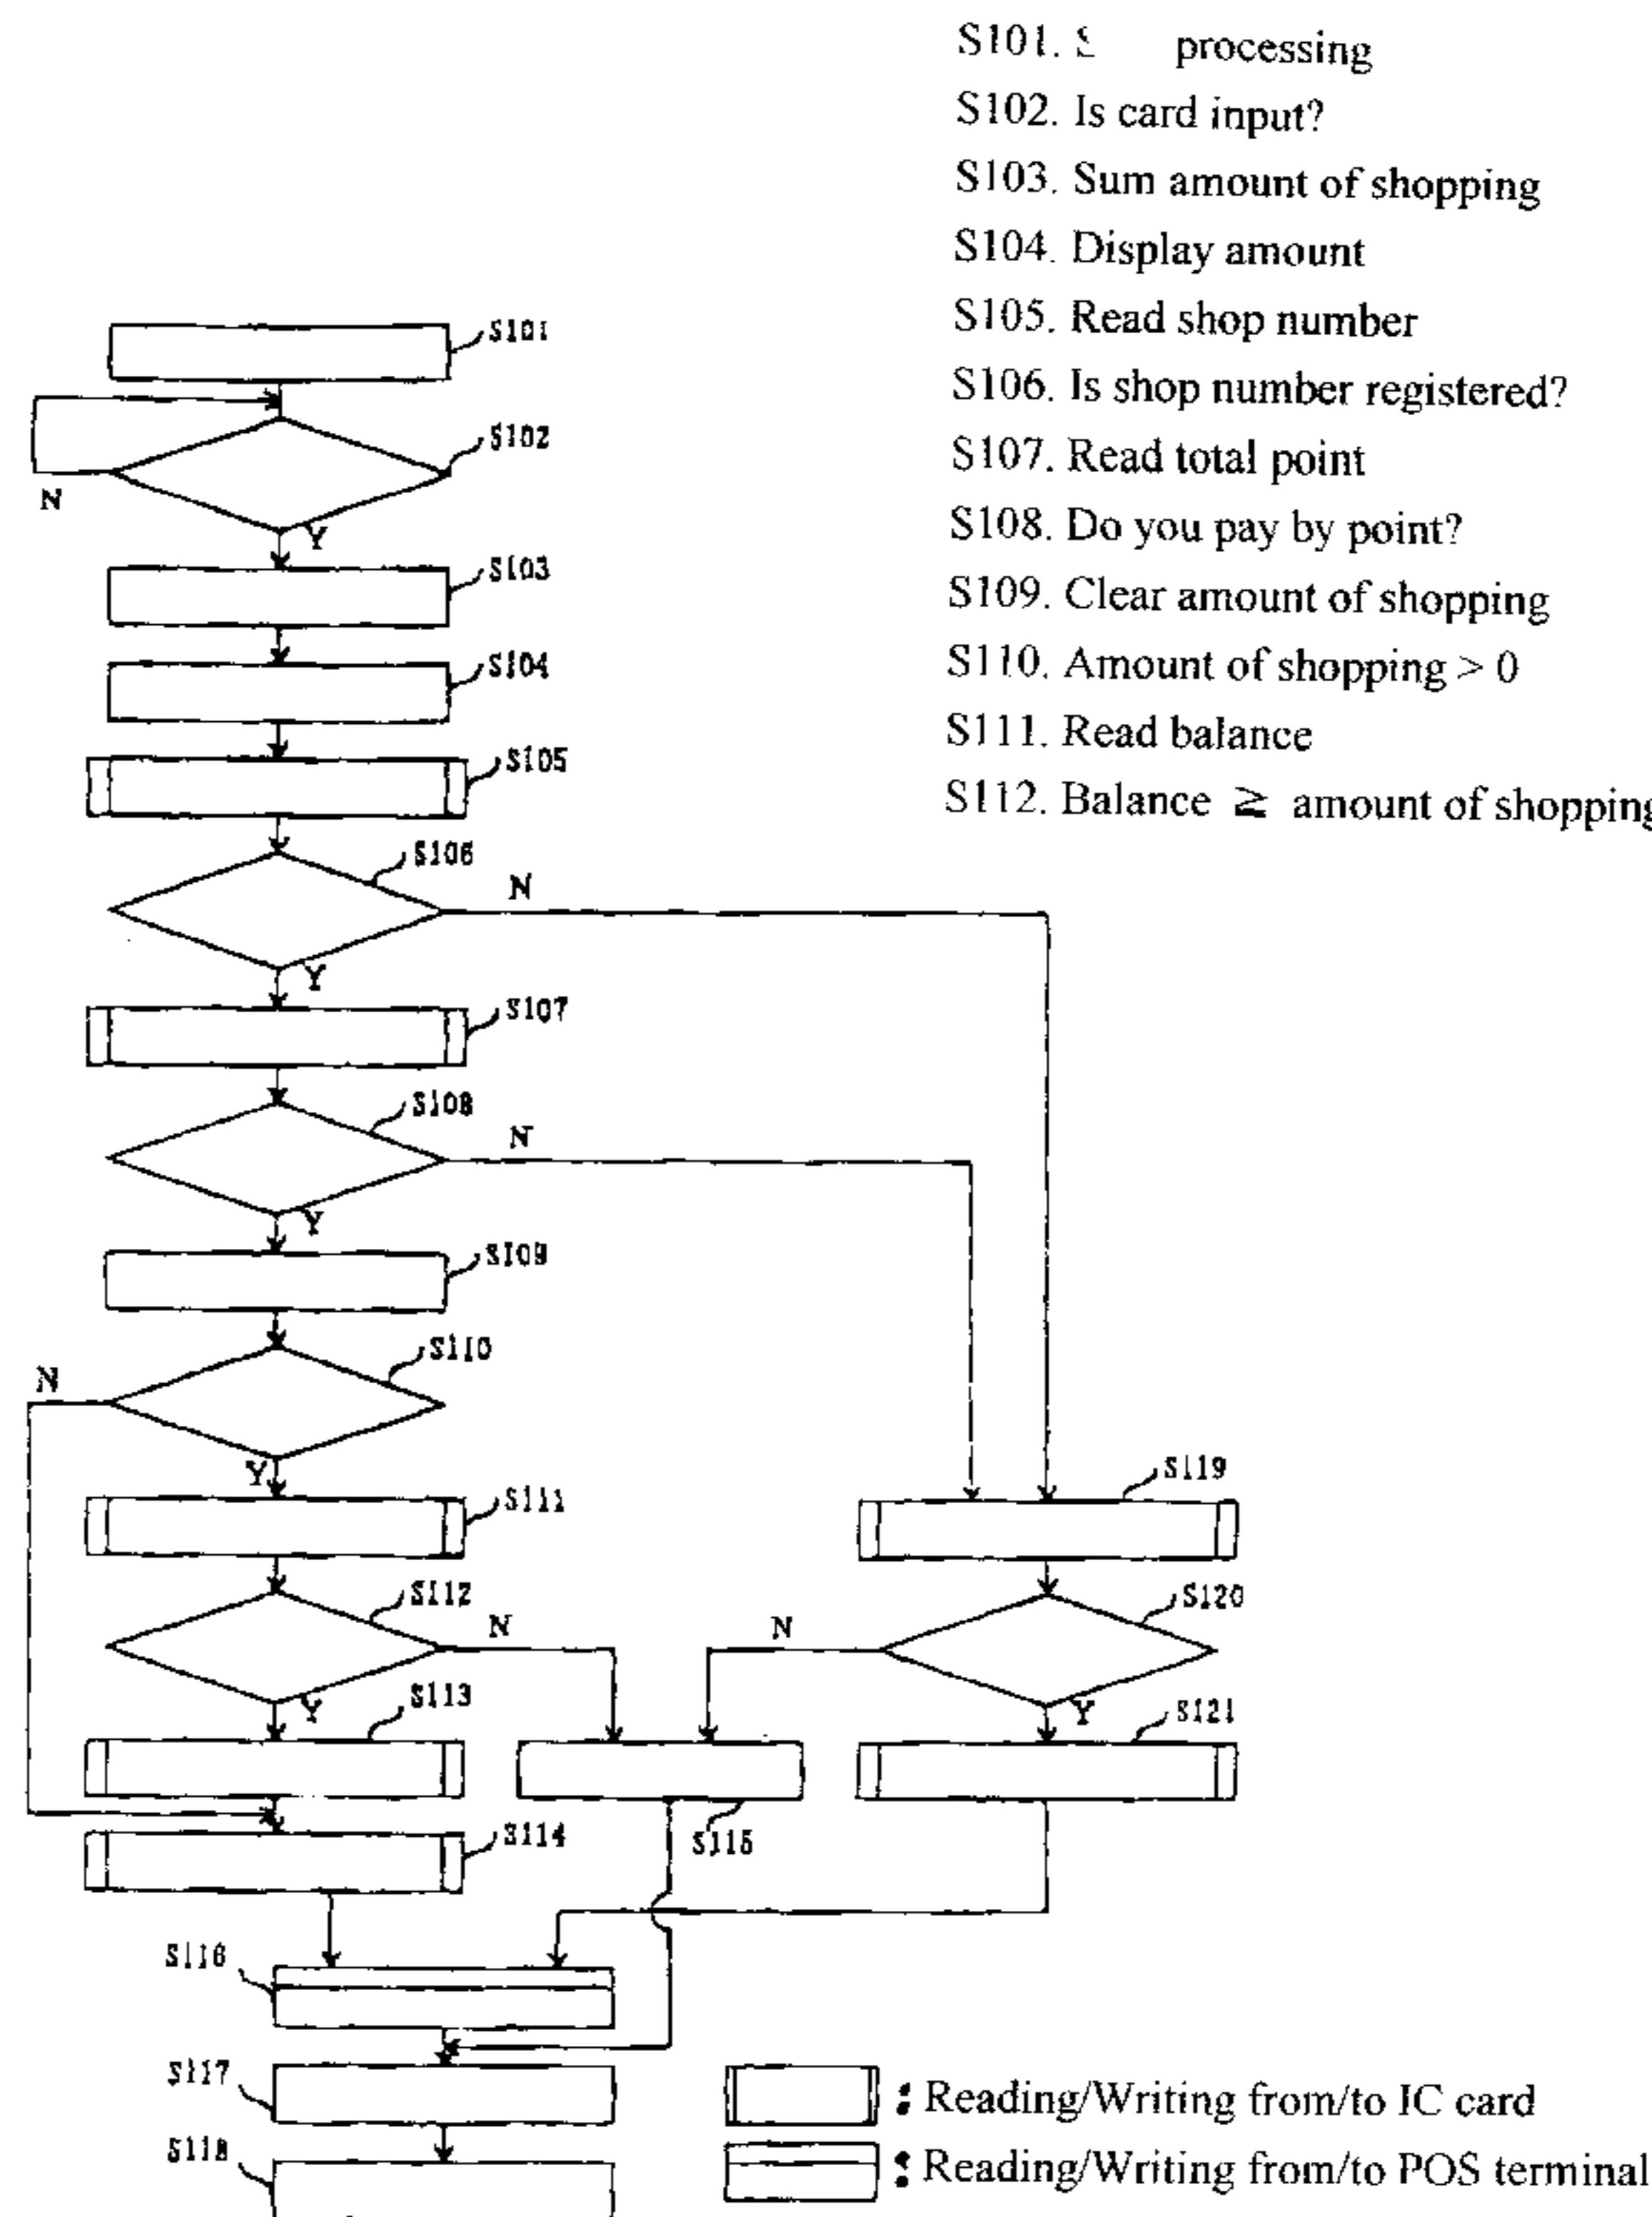 S101. processing
S102. Is card input?
S103. Sum amount of shopping
S104. Display amount
S105. Read shop number
S106. Is shop number registered?
S107. Read total point
S108. Do you pay by point?
S109. Clear amount of shopping
S110. Amount of shopping > 0
S111. Read balance
S112. Balance ≧ amount of shopping
S101
S102
N
Y
S103
S104
S105
S106
N
Y
S107
S108
N
Y
S109
S110
N
Y
S111
S119
S112
N
N
S120
Y
S113
Y
S121
S114
S115
S116
S117
: Reading/Writing from/to IC card
S118
: Reading/Writing from/to POS terminal